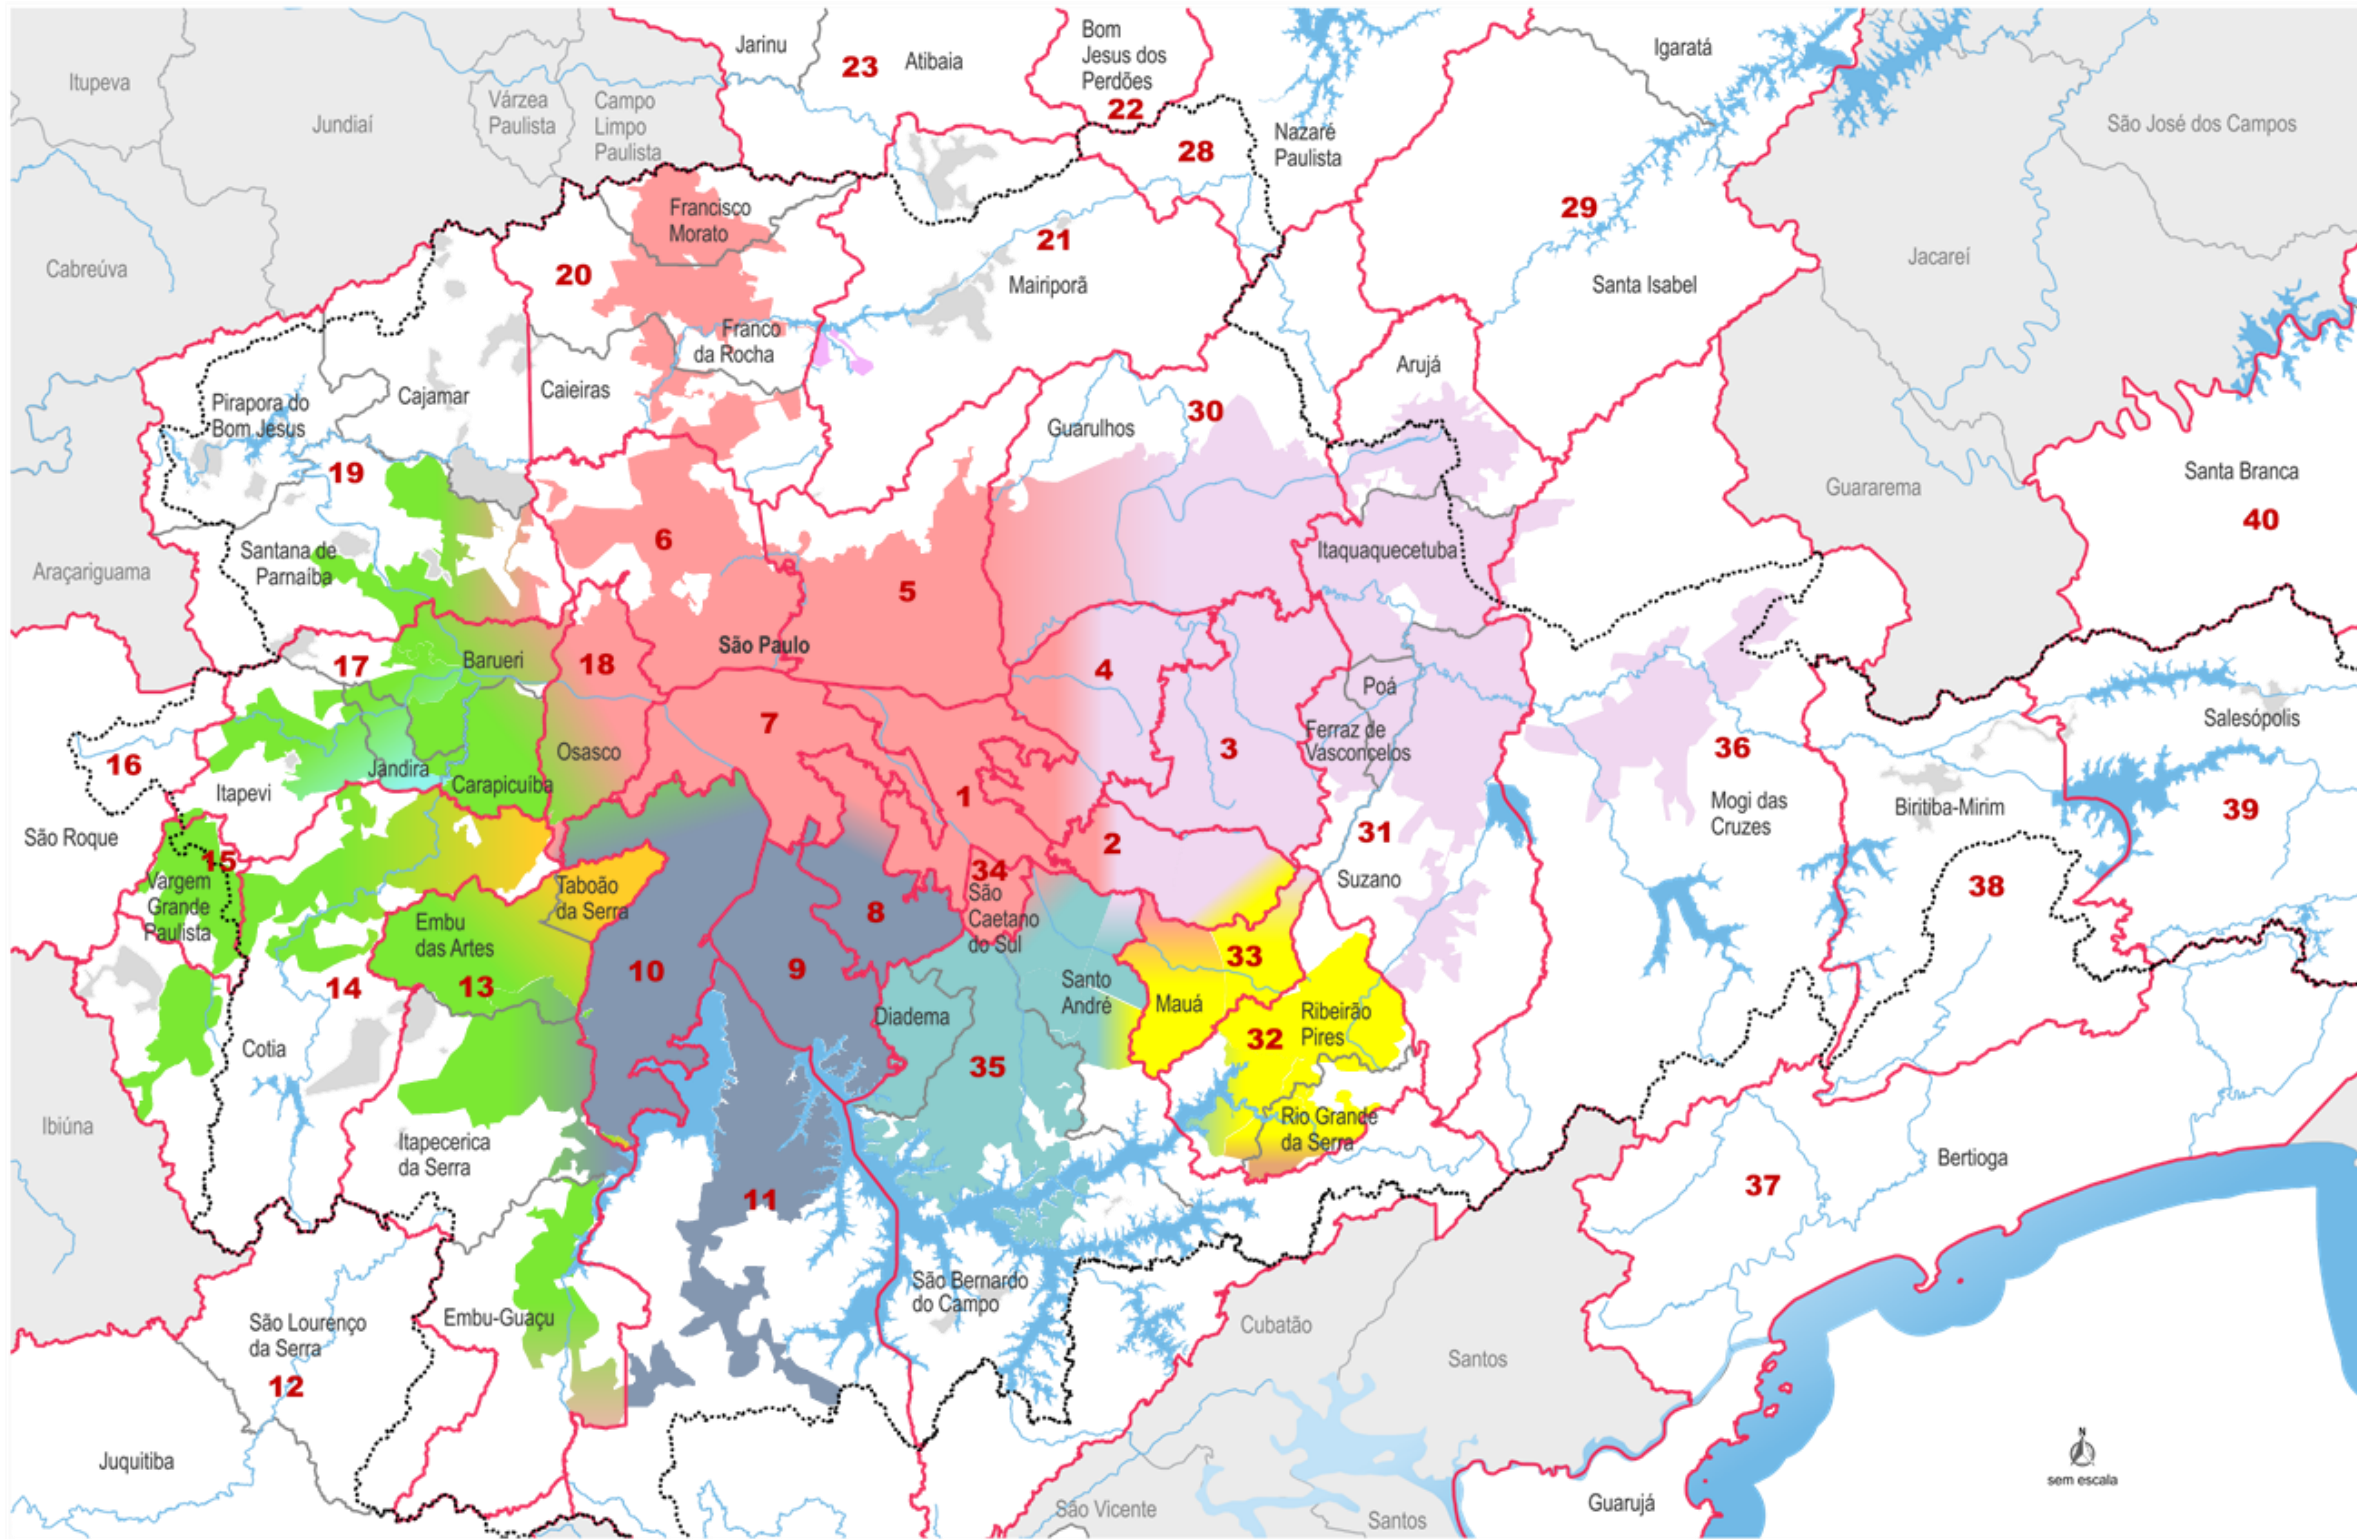 Jarinu
23
Atibaia
Bom
Jesus dos
Perdões
22
Igaratá
Itupeva
Jundiaí
Várzea
Paulista
Campo
Limpo
Paulista
Nazaré
Paulista
28
São José dos Campos
Francisco
Morato
29
21
20
Mairiporã
Santa Isabel
Jacareí
Cabreúva
Franco
da Rocha
Arujá
Pirapora do
Bom Jesus
Cajamar
Caieiras
Guarulhos
30
19
Santa Branca
40
Guararema
6
Santana de
Parnaíba
Itaquaquecetuba
Araçariguama
5
São Paulo
17
Barueri
18
4
Poá
16
7
Osasco
Jandira
Carapicuíba
Itapevi
3
Ferraz de
Vasconcelos
36
Salesópolis
1
Mogi das
Cruzes
Biritiba-Mirim
39
São Roque
15
Vargem
Grande
Paulista
2
31
Suzano
34
São
Caetano
do Sul
Taboão
da Serra
38
8
Embu
das Artes
13
14
10
9
33
Santo
André
Mauá
Ribeirão
Pires
32
Diadema
35
Cotia
Ibiúna
Itapecerica
da Serra
Rio Grande
da Serra
11
37
Bertioga
São Bernardo
do Campo
Embu-Guaçu
São Lourenço
da Serra
12
Cubatão
Santos
Juquitiba
São Vicente
Santos
Guarujá
N
sem escala